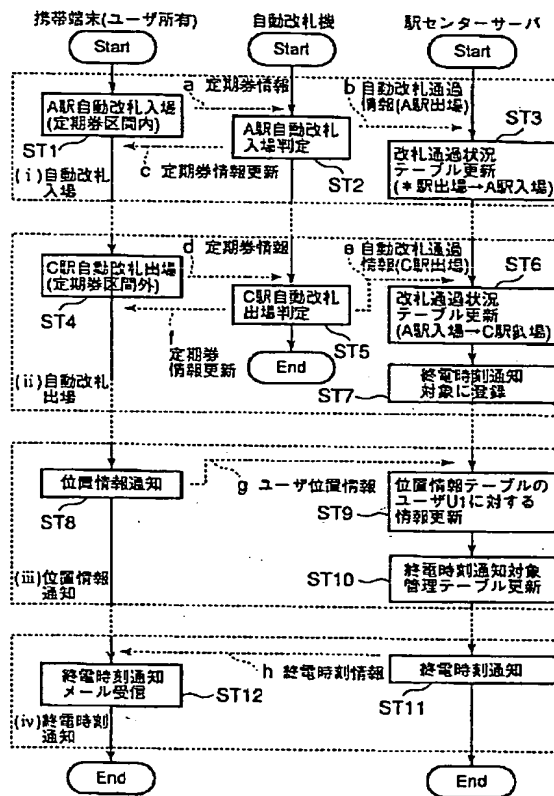 携帯端末(ユーザ所有)
自動改札機
駅センターサーバ
Start
Start
Start
a 定期券情報
b 自動改札通過
情報(A駅出場)
A駅自動改札入場
(定期券区間内)
ST1
A駅自動改札
入場判定
ST2
ST3
改札通過状況
テーブル更新
(*駅出場→A駅入場)
c 定期券情報更新
(i)自動改札
入場
d 定期券情報
e 自動改札通過
情報(C駅出場)
C駅自動改札出場
(定期券区間外)
ST4
C駅自動改札
出場判定
ST5
ST6
改札通過状況
テーブル更新
(A駅入場→C駅出場)
f
定期券
情報更新
End
終電時刻通知
対象に登録
ST7
(ii)自動改札
出場
位置情報通知
ST8
g ユーザ位置情報
位置情報テーブルの
ユーザU1に対する
情報更新
ST9
終電時刻通知対象
管理テーブル更新
ST10
(iii)位置情報
通知
h 終電時刻情報
終電時刻通知
メール受信
ST12
終電時刻通知
ST11
(iv)終電時刻
通知
End
End